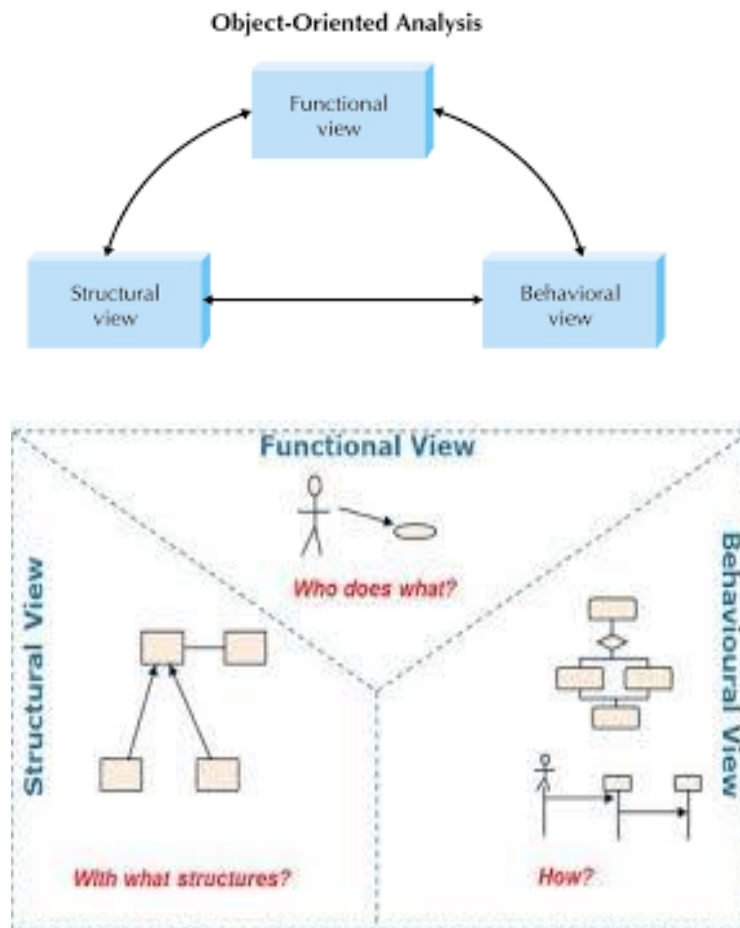 Object-Oriented Analysis
Functional
view
Structural
view
Behavioral
view
Functional View
Who does what?
Structural View
With what structures?
Behavioural View
How?